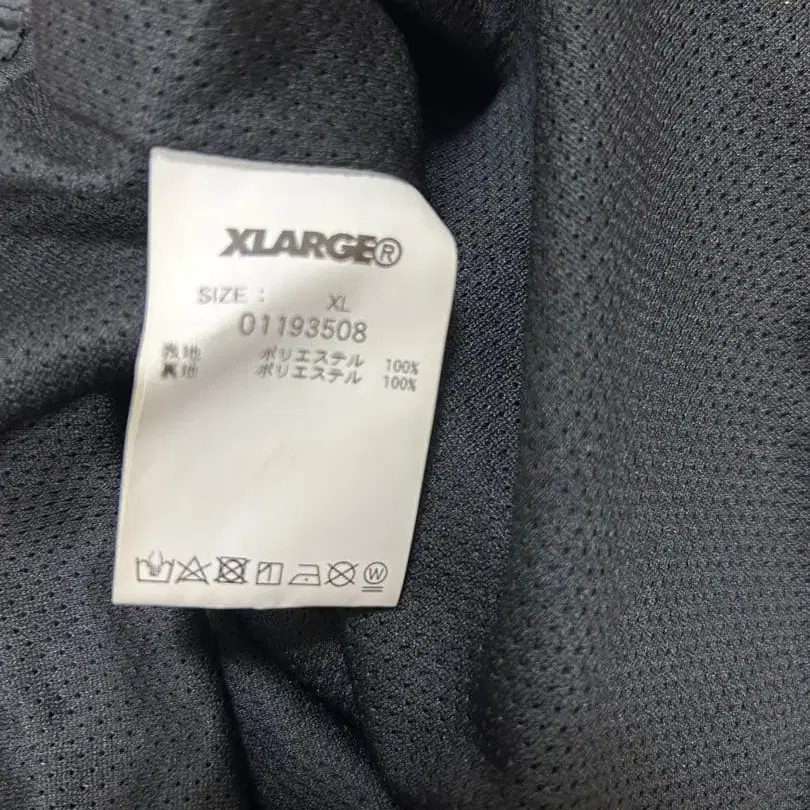 XLARGE®
SIZE : XL
01193508
表地 ポリエステル 100%
裏地 ポリエステル 100%
W